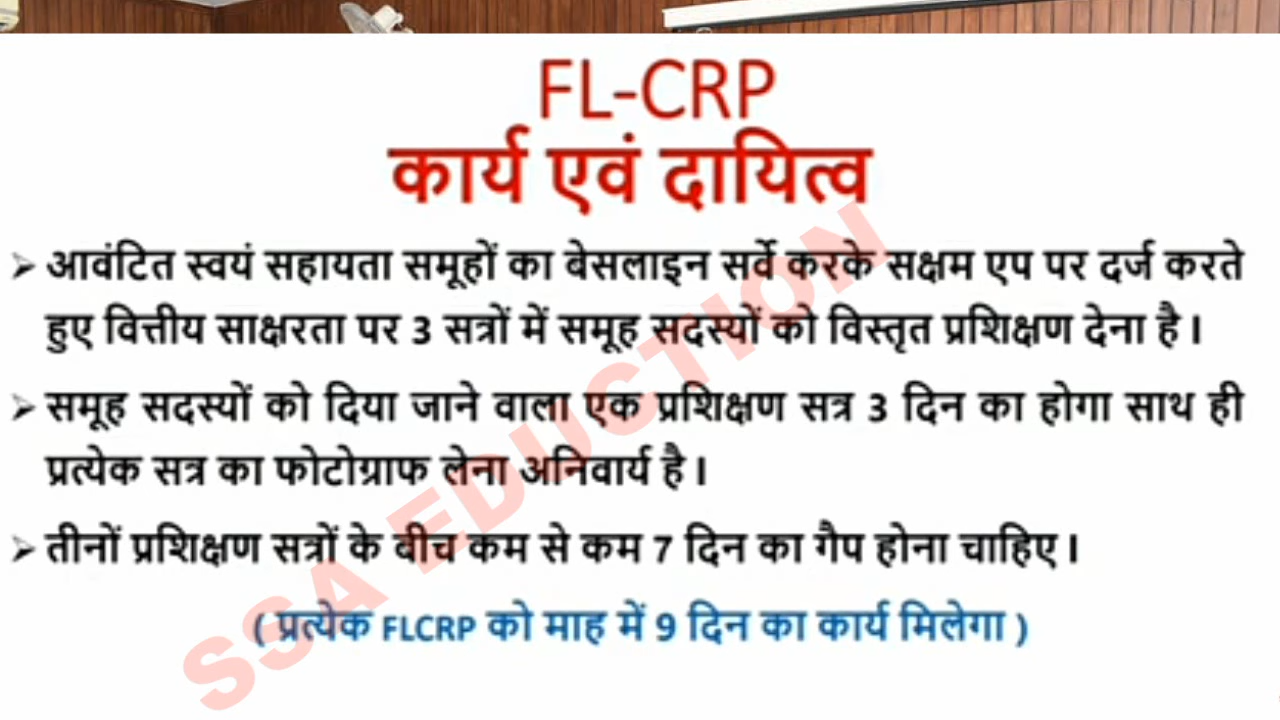 FL-CRP
कार्य एवं दायित्व
➢ आवंटित स्वयं सहायता समूहों का बेसलाइन सर्वे करके सक्षम एप पर दर्ज करते
हुए वित्तीय साक्षरता पर 3 सत्रों में समूह सदस्यों को विस्तृत प्रशिक्षण देना है ।
➢ समूह सदस्यों को दिया जाने वाला एक प्रशिक्षण सत्र 3 दिन का होगा साथ ही
प्रत्येक सत्र का फोटोग्राफ लेना अनिवार्य है ।
➢ तीनों प्रशिक्षण सत्रों के बीच कम से कम 7 दिन का गैप होना चाहिए ।
( प्रत्येक FLCRP को माह में 9 दिन का कार्य मिलेगा )
SSA EDUCTION